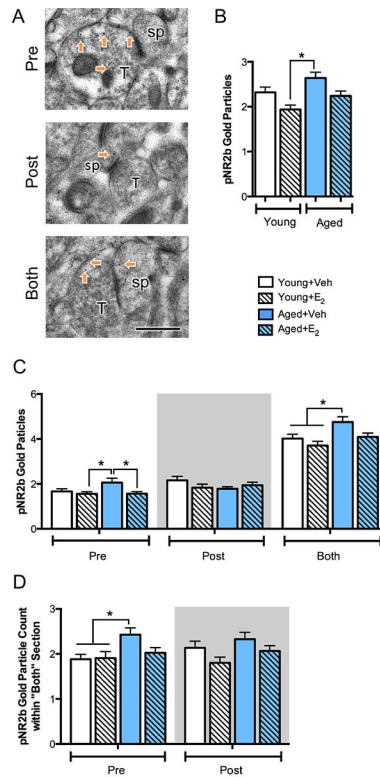 A
Pre
sp
T
Post
sp
T
Both
T
sp
B
pNR2b Gold Particles
3
2
1
0
*
Young
Aged
Young+Veh
Young+E2
Aged+Veh
Aged+E2
C
pNR2b Gold Paticles
6
4
2
0
*
*
*
Pre
Post
Both
D
pNR2b Gold Particle Count
within "Both" Section
3
2
1
0
*
Pre
Post